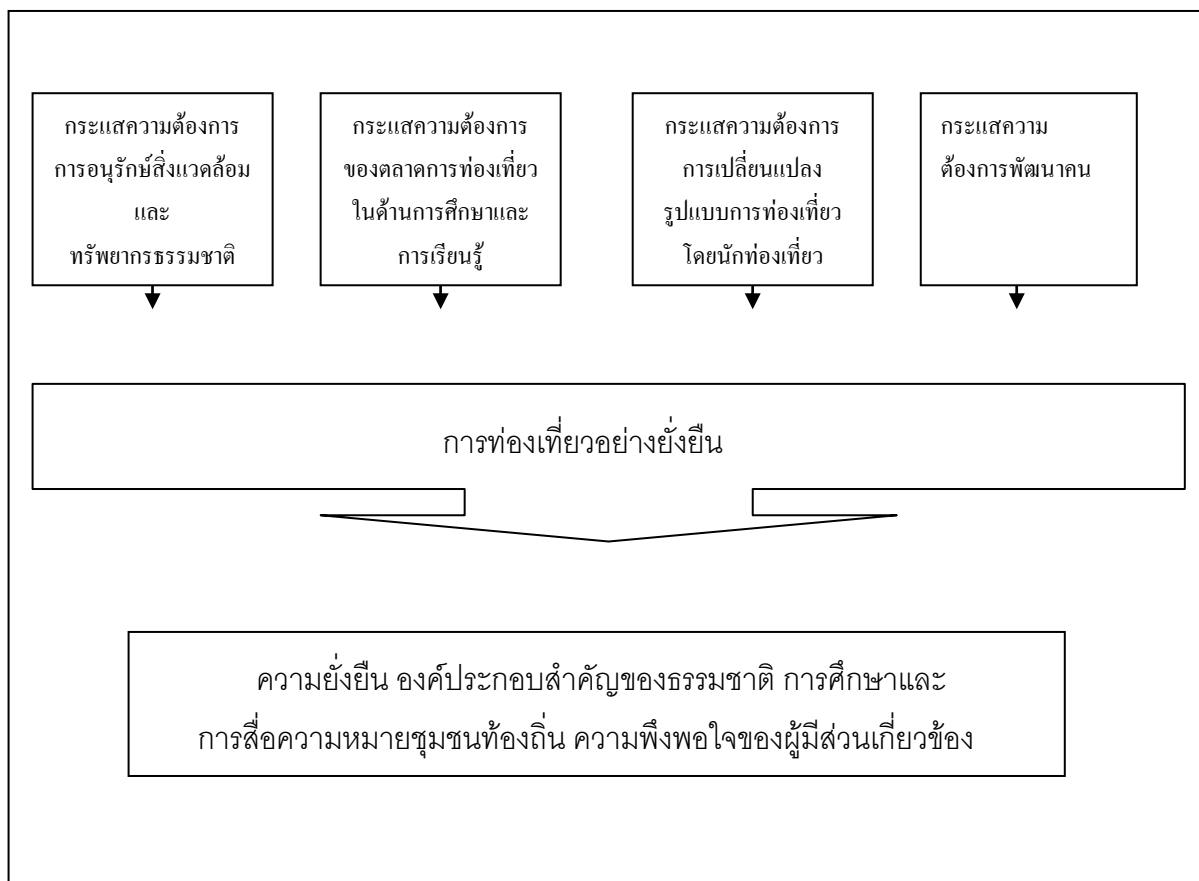 กระแสความต้องการ
การอนุรักษ์สิ่งแวดล้อม
และ
ทรัพยากรธรรมชาติ
กระแสความต้องการ
ของตลาดการท่องเที่ยว
ในด้านการศึกษาและ
การเรียนรู้
กระแสความต้องการ
การเปลี่ยนแปลง
รูปแบบการท่องเที่ยว
โดยนักท่องเที่ยว
กระแสความ
ต้องการพัฒนาคน
การท่องเที่ยวอย่างยั่งยืน
ความยั่งยืน องค์ประกอบสำคัญของธรรมชาติ การศึกษาและ
การสื่อความหมายชุมชนท้องถิ่น ความพึงพอใจของผู้มีส่วนเกี่ยวข้อง